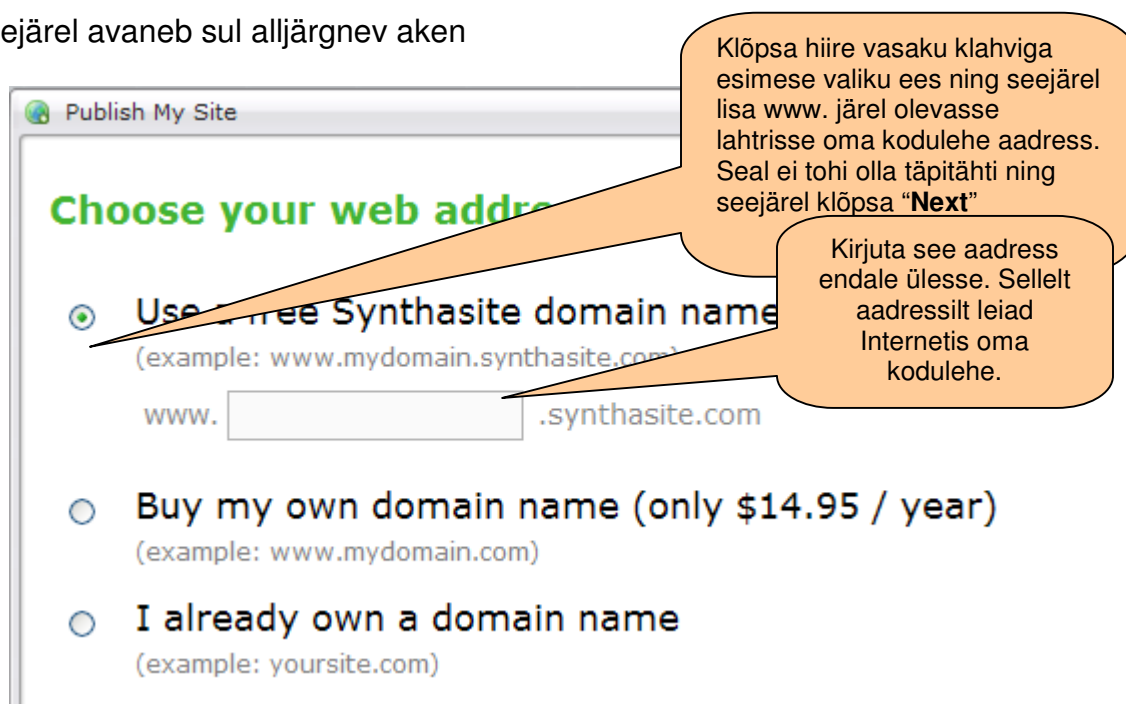 ejärel avaneb sul alljärgnev aken
Klõpsa hiire vasaku klahviga
esimese valiku ees ning seejärel
lisa www. järel olevasse
lahtrisse oma kodulehe aadress.
Seal ei tohi olla täpitähti ning
seejärel klõpsa “Next”
Publish My Site
Choose your web addre
Kirjuta see aadress
endale ülesse. Sellelt
aadressilt leiad
Internetis oma
kodulehe.
Use a free Synthasite domain name
(example: www.mydomain.synthasite.com)
www. .synthasite.com
Buy my own domain name (only $14.95 / year)
(example: www.mydomain.com)
I already own a domain name
(example: yoursite.com)